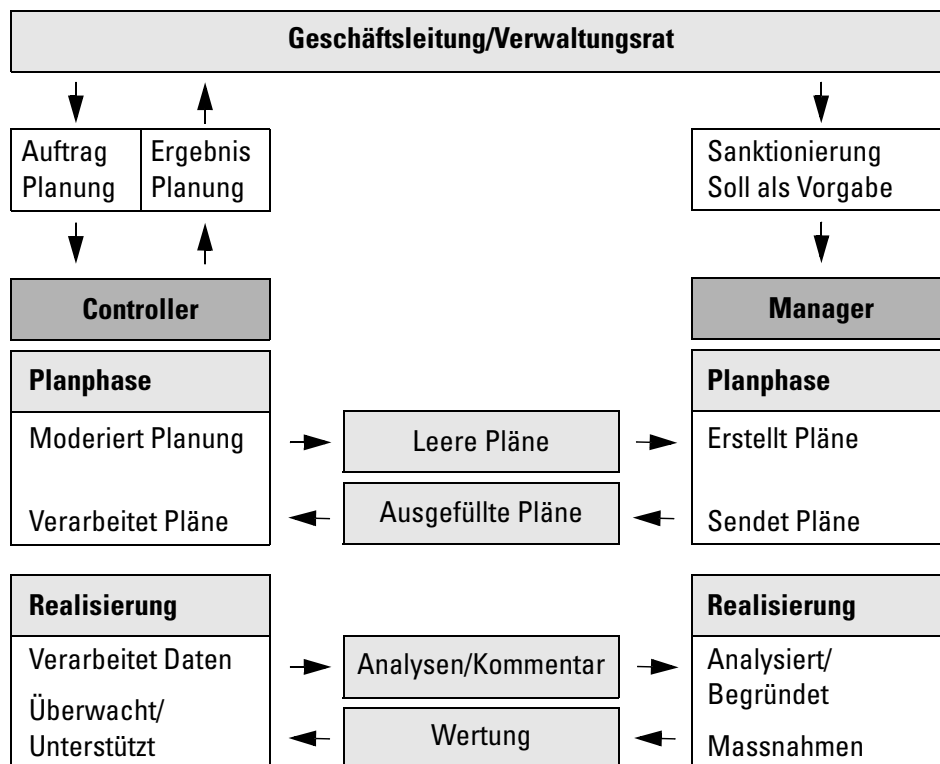 Geschäftsleitung/Verwaltungsrat
Auftrag
Planung
Ergebnis
Planung
Sanktionierung
Soll als Vorgabe
Controller
Manager
Planphase
Planphase
Moderiert Planung
Leere Pläne
Erstellt Pläne
Verarbeitet Pläne
Ausgefüllte Pläne
Sendet Pläne
Realisierung
Realisierung
Verarbeitet Daten
Analysen/Kommentar
Analysiert/
Begründet
Überwacht/
Unterstützt
Wertung
Massnahmen